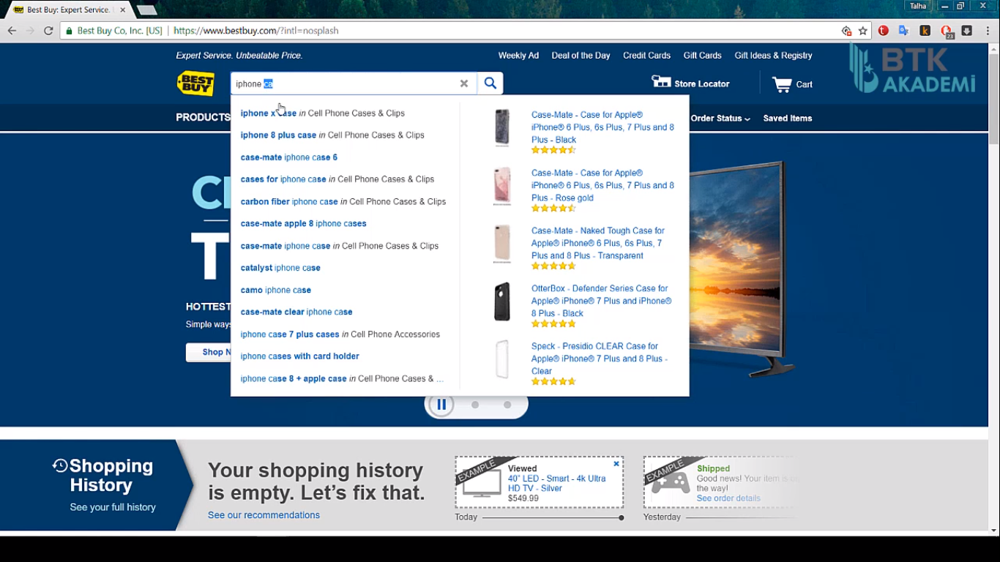 Best Buy: Expert Service.
Talha
Best Buy Co, Inc. [US]
https://www.bestbuy.com/?intl=nosplash
23
Expert Service. Unbeatable Price.
Weekly Ad
Deal of the Day
Credit Cards
Gift Cards
Gift Ideas & Registry
BTK
AKADEMİ
BEST
BUY
iphone ca
Store Locator
Cart
PRODUCTS
Order Status
Saved Items
iphone x case in Cell Phone Cases & Clips
iphone 8 plus case in Cell Phone Cases & Clips
case-mate iphone case 6
cases for iphone case in Cell Phone Cases & Clips
carbon fiber iphone case in Cell Phone Cases & Clips
case-mate apple 8 iphone cases
case-mate iphone case in Cell Phone Cases & Clips
catalyst iphone case
camo iphone case
case-mate clear iphone case
iphone case 7 plus cases in Cell Phone Accessories
iphone cases with card holder
iphone case 8 + apple case in Cell Phone Cases & ...
Case-Mate - Case for Apple®
iPhone® 6 Plus, 6s Plus, 7 Plus and 8
Plus - Black
Case-Mate - Case for Apple®
iPhone® 6 Plus, 6s Plus, 7 Plus and 8
Plus - Rose gold
Case-Mate - Naked Tough Case for
Apple® iPhone® 6 Plus, 6s Plus, 7
Plus and 8 Plus - Transparent
OtterBox - Defender Series Case for
Apple® iPhone® 7 Plus and iPhone®
8 Plus - Black
Speck - Presidio CLEAR Case for
Apple® iPhone® 7 Plus and 8 Plus -
Clear
C
T
HOTTEST
Simple ways
Shop N
Shopping
History
See your full history
Your shopping history
is empty. Let's fix that.
See our recommendations
EXAMPLE
Viewed
40" LED - Smart - 4k Ultra
HD TV - Silver
$549.99
Today
EXAMPLE
Shipped
Good news! Your item is
the way!
See order details
Yesterday